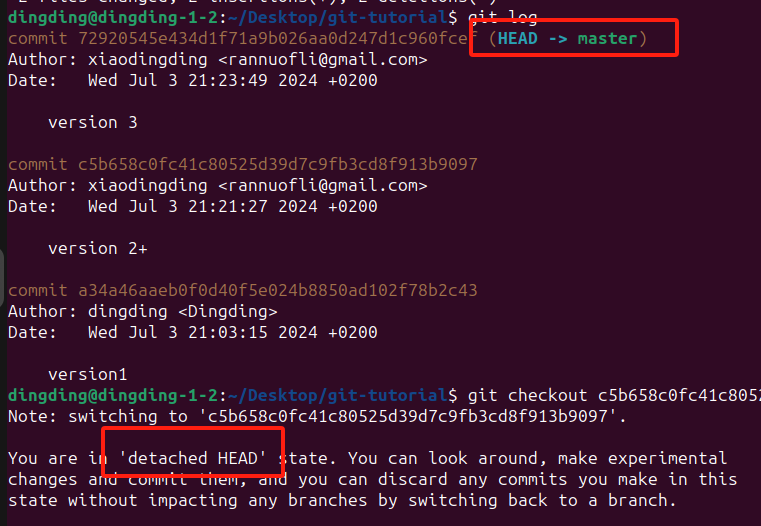 2 files changed, 2 insertions(+), 2 deletions(-)
dingding@dingding-1-2:~/Desktop/git-tutorial$ git log
commit 72920545e434d1f71a9b026aa0d247d1c960fcef (HEAD -> master)
Author: xiaodingding <rannuofli@gmail.com>
Date:   Wed Jul 3 21:23:49 2024 +0200
version 3
commit c5b658c0fc41c80525d39d7c9fb3cd8f913b9097
Author: xiaodingding <rannuofli@gmail.com>
Date:   Wed Jul 3 21:21:27 2024 +0200
version 2+
commit a34a46aaeb0f0d40f5e024b8850ad102f78b2c43
Author: dingding <Dingding>
Date:   Wed Jul 3 21:03:15 2024 +0200
version1
dingding@dingding-1-2:~/Desktop/git-tutorial$ git checkout c5b658c0fc41c8052
Note: switching to 'c5b658c0fc41c80525d39d7c9fb3cd8f913b9097'.
You are in 'detached HEAD' state. You can look around, make experimental
changes and commit them, and you can discard any commits you make in this
state without impacting any branches by switching back to a branch.